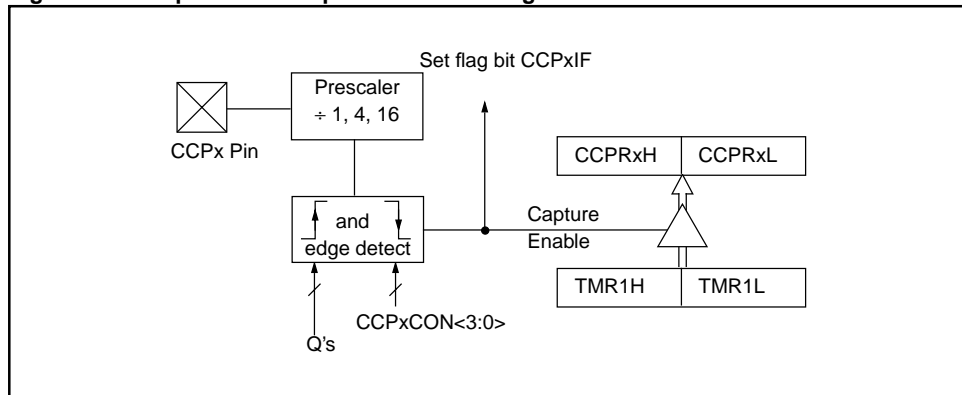 Set flag bit CCPxIF
Prescaler
÷ 1, 4, 16
CCPx Pin
CCPRxH CCPRxL
and
edge detect
Capture
Enable
TMR1H TMR1L
CCPxCON<3:0>
Q's